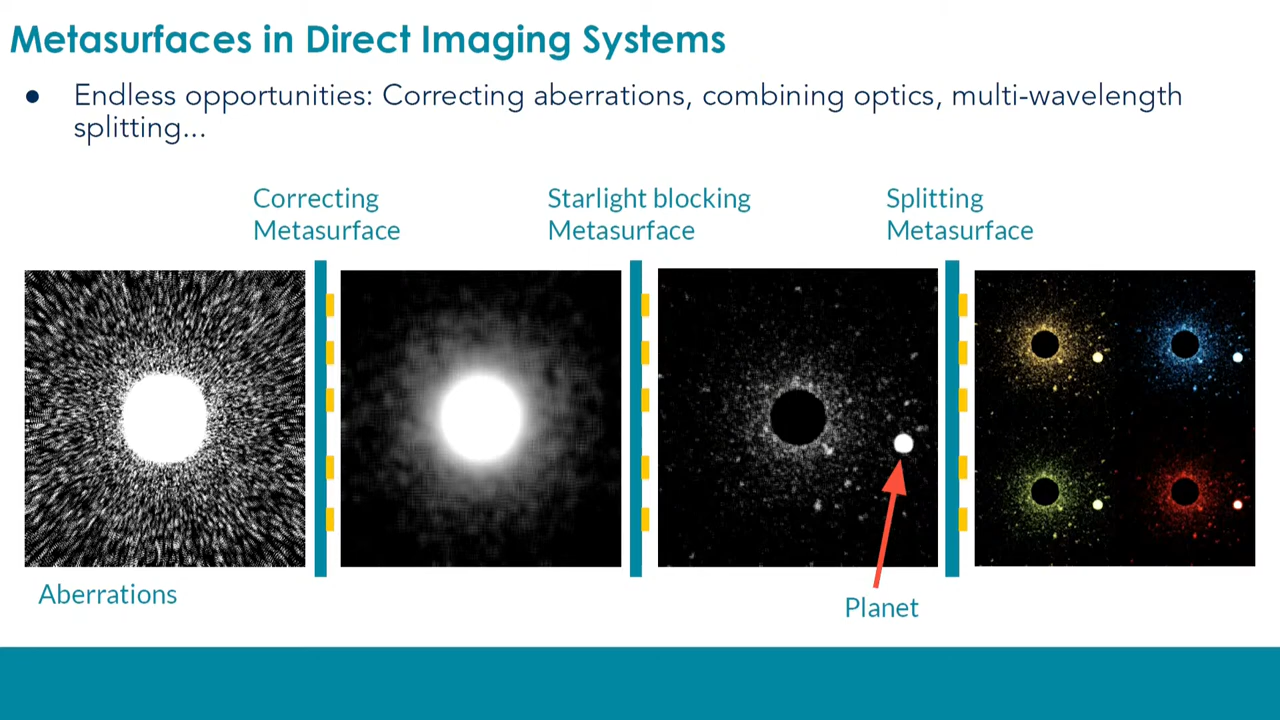 Metasurfaces in Direct Imaging Systems
● Endless opportunities: Correcting aberrations, combining optics, multi-wavelength
splitting...
Correcting
Metasurface
Starlight blocking
Metasurface
Splitting
Metasurface
Aberrations
Planet